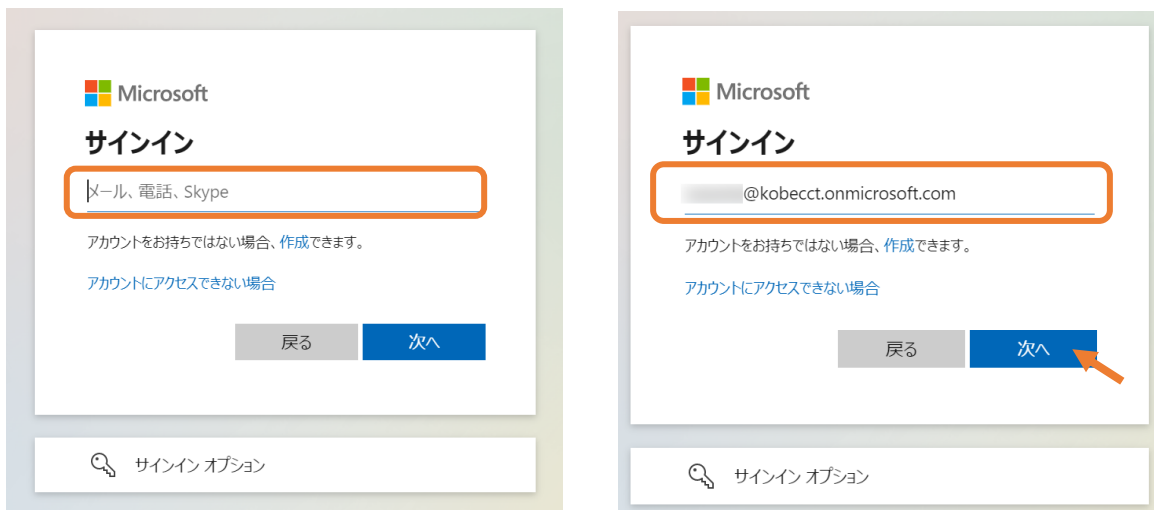 Microsoft
サインイン
メール、電話、Skype
アカウントをお持ちではない場合、作成できます。
アカウントにアクセスできない場合
戻る
次へ
サインイン オプション
Microsoft
サインイン
@kobecct.onmicrosoft.com
アカウントをお持ちではない場合、作成できます。
アカウントにアクセスできない場合
戻る
次へ
サインイン オプション